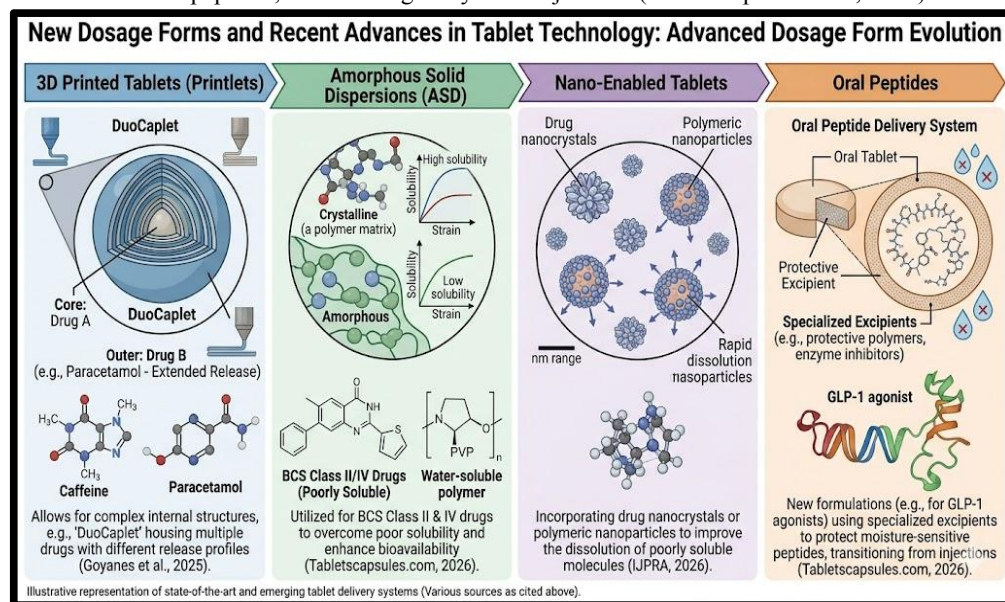 New Dosage Forms and Recent Advances in Tablet Technology: Advanced Dosage Form Evolution
3D Printed Tablets (Printlets)
DuoCaplet
Core:
Drug A
DuoCaplet
Outer: Drug B
(e.g., Paracetamol - Extended Release)
H₃C
O
N
CH₃
N
O
N
N
CH₃
Caffeine
O
N
H
N
N
H
O
H
Paracetamol
Allows for complex internal structures,
e.g., 'DuoCaplet' housing multiple
drugs with different release profiles
(Goyanes et al., 2025).
Amorphous Solid
Dispersions (ASD)
Crystalline
(a polymer matrix)
High solubility
Solubility
Strain
Amorphous
Low
solubility
Solubility
Strain
O
NH
N
S
BCS Class II/IV Drugs
(Poorly Soluble)
N
O
PVP
n
Water-soluble
polymer
Utilized for BCS Class II & IV drugs
to overcome poor solubility and
enhance bioavailability
(Tabletscapsules.com, 2026).
Nano-Enabled Tablets
Drug
nanocrystals
Polymeric
nanoparticles
nm range
Rapid
dissolution
nasoparticles
Incorporating drug nanocrystals or
polymeric nanoparticles to improve
the dissolution of poorly soluble
molecules (IJPRA, 2026).
Oral Peptides
Oral Peptide Delivery System
Oral Tablet
Protective
Excipient
Specialized Excipients
(e.g., protective polymers,
enzyme inhibitors)
GLP-1 agonist
New formulations (e.g., for GLP-1
agonists) using specialized excipients
to protect moisture-sensitive
peptides, transitioning from injections
(Tabletscapsules.com, 2026).
Illustrative representation of state-of-the-art and emerging tablet delivery systems (Various sources as cited above).